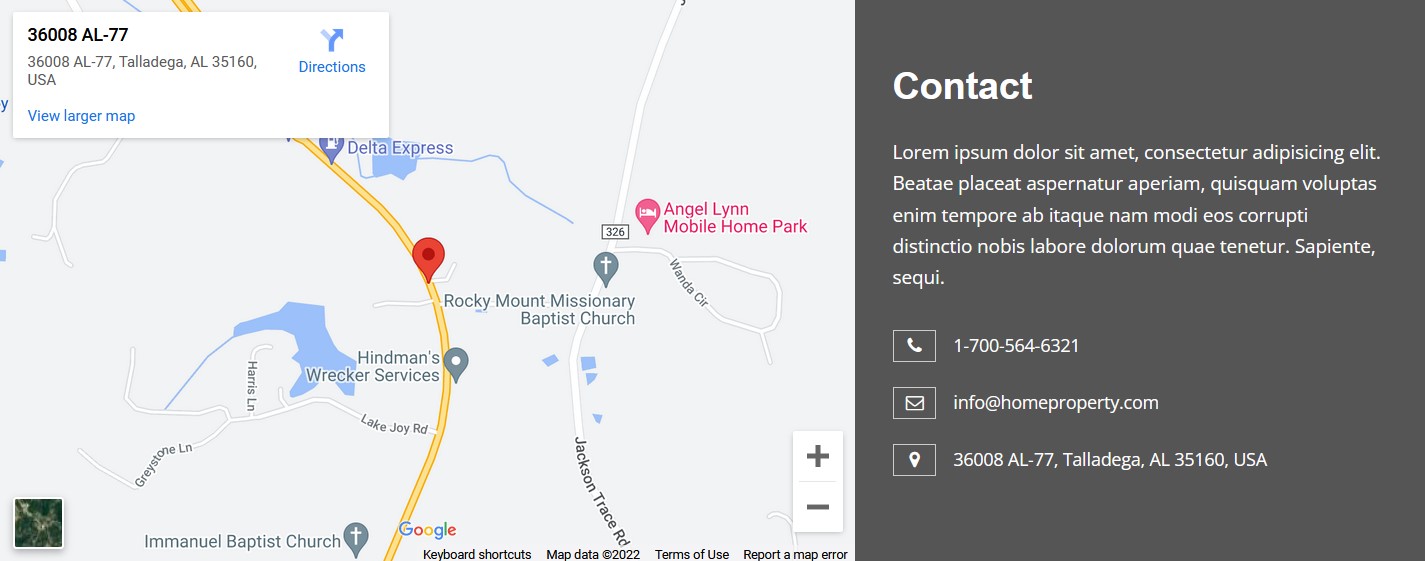 36008 AL-77
36008 AL-77, Talladega, AL 35160,
USA
Directions
View larger map
y
Delta Express
Angel Lynn
Mobile Home Park
326
Wanda Cir
Rocky Mount Missionary
Baptist Church
Hindman's
Wrecker Services
Harris Ln
Lake Joy Rd
Greystone Ln
Jackson Trace Rd
Immanuel Baptist Church
Google
Keyboard shortcuts
Map data ©2022
Terms of Use
Report a map error
Contact
Lorem ipsum dolor sit amet, consectetur adipisicing elit.
Beatae placeat aspernatur aperiam, quisquam voluptas
enim tempore ab itaque nam modi eos corrupti
distinctio nobis labore dolorum quae tenetur. Sapiente,
sequi.
1-700-564-6321
info@homeproperty.com
36008 AL-77, Talladega, AL 35160, USA